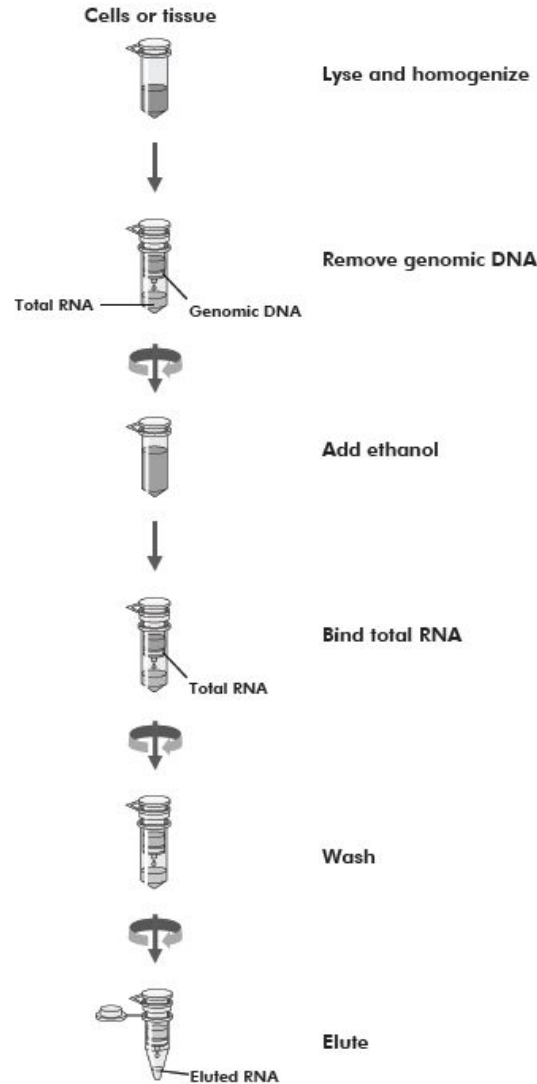 Cells or tissue
Lyse and homogenize
Remove genomic DNA
Total RNA
Genomic DNA
Add ethanol
Bind total RNA
Total RNA
Wash
Elute
Eluted RNA